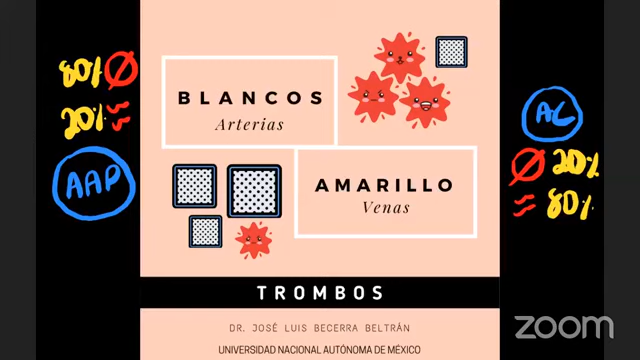 80%
20%
AAP
BLANCOS
Arterias
AMARILLO
Venas
AC
20%
80%
TROMBOS
DR. JOSÉ LUIS BECERRA BELTRÁN
UNIVERSIDAD NACIONAL AUTÓNOMA DE MÉXICO
zoom